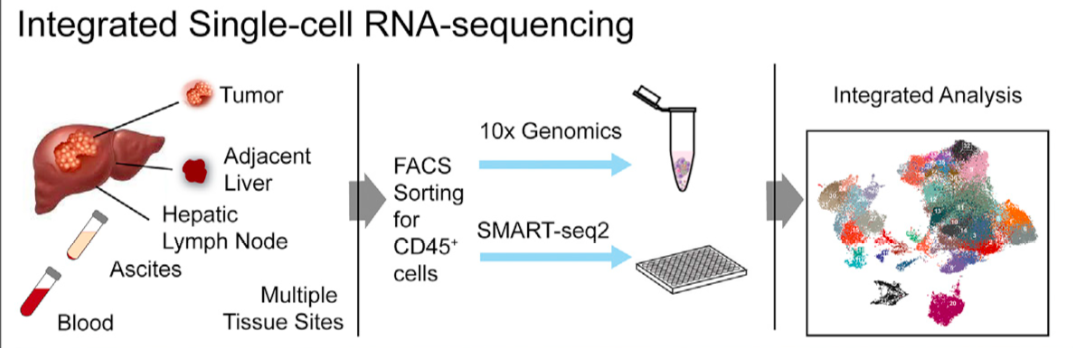 Integrated Single-cell RNA-sequencing
Tumor
Adjacent
Liver
Hepatic
Lymph Node
Ascites
Blood
Multiple
Tissue Sites
FACS
Sorting
for
CD45⁺
cells
10x Genomics
SMART-seq2
Integrated Analysis